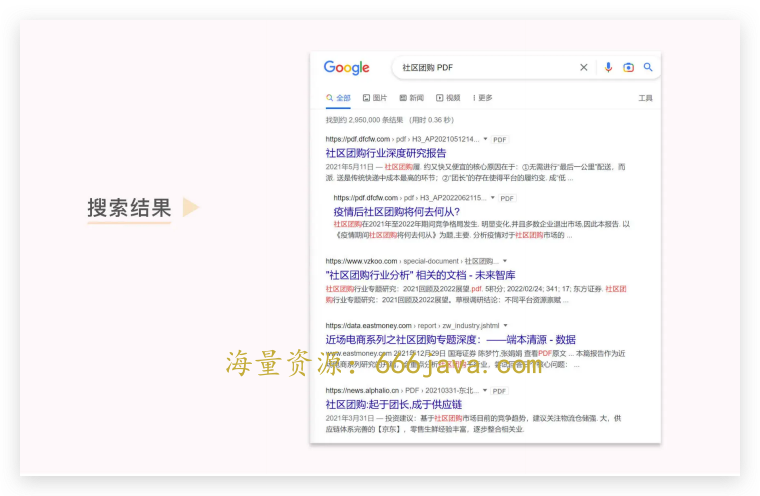 搜索结果
Google
社区团购 PDF
全部 图片 新闻 视频 更多 工具
找到约 2,950,000 条结果 (用时 0.36 秒)
https://pdf.dfcfw.com › pdf › H3_AP2021051214... PDF
社区团购行业深度研究报告
2021年5月11日 — 社区团购履. 约又快又便宜的核心原因在于: ①无需进行“最后一公里”配送, 而
派. 送是传统快递中成本最高的环节; ②“团长”的存在使得平台的履约变. 成“低 ...
https://pdf.dfcfw.com › pdf › H3_AP2022062115... PDF
疫情后社区团购将何去何从?
社区团购在2021年至2022年期间竞争格局发生. 明显变化,并且多数企业退出市场,因此本报告. 以
《疫情期间社区团购将何去何从》为题,主要. 分析疫情对于社区团购市场的 ...
https://www.vzkoo.com › special-document › 社区团购...
"社区团购行业分析" 相关的文档 - 未来智库
社区团购行业专题研究: 2021回顾及2022展望.pdf. 5积分; 2022/02/24; 341; 17; 东方证券. 社区团
购行业专题研究: 2021回顾及2022展望。草根调研结论: 不同平台资源禀赋 ...
https://data.eastmoney.com › report › zw_industry.jshtml
近场电商系列之社区团购专题深度: ——端本清源 - 数据
www.eastmoney.com 2021年12月29日 国海证券 陈梦竹,张娟娟 查看PDF原文 ... 本篇报告作为近
海量资源: 666java.com
https://news.alphalio.cn › PDF › 20210331-东北... PDF
社区团购:起于团长,成于供应链
2021年3月31日 — 投资建议: 基于社区团购市场目前的竞争趋势, 建议关注物流仓储强. 大, 供
应链体系完善的【京东】, 零售生鲜经验丰富, 逐步整合相关业.